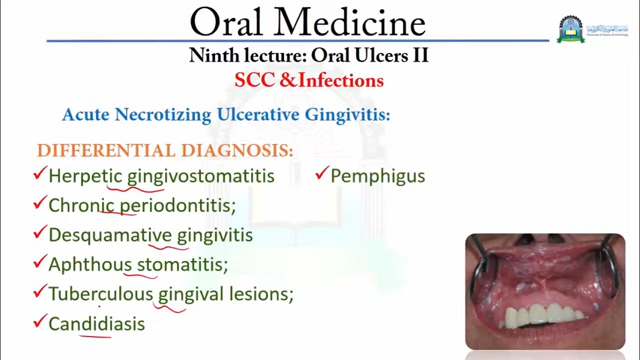 Oral Medicine
Ninth lecture: Oral Ulcers II
SCC &Infections
Acute Necrotizing Ulcerative Gingivitis:
DIFFERENTIAL DIAGNOSIS:
Herpetic gingivostomatitis
Pemphigus
Chronic periodontitis;
Desquamative gingivitis
Aphthous stomatitis;
Tuberculous gingival lesions;
Candidiasis